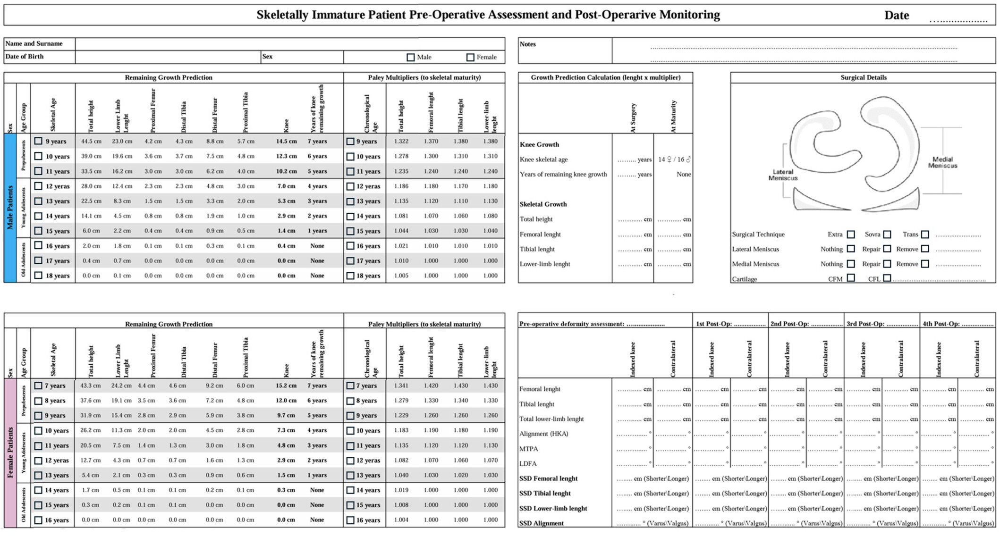 Skeletally Immature Patient Pre-Operative Assessment and Post-Operarive Monitoring Date ........................
Name and Surname
Date of Birth Sex Male Female
Notes
Remaining Growth Prediction Paley Multipliers (to skeletal maturity)
Sex Age Group Skeletal Age Total height Lower Limb Lenght Proximal Femur Distal Tibia Distal Femur Proximal Tibia Knee Years of knee remaining growth Chronological Age Total height Femoral lenght Tibial lenght Lower-limb lenght
Male Patients
Prepubescents
9 years 44.5 cm 23.0 cm 4.2 cm 4.3 cm 8.8 cm 5.7 cm 14.5 cm 7 years 9 years 1.322 1.370 1.380 1.380
10 years 39.0 cm 19.6 cm 3.6 cm 3.7 cm 7.5 cm 4.8 cm 12.3 cm 6 years 10 years 1.278 1.300 1.310 1.310
11 years 33.5 cm 16.2 cm 3.0 cm 3.0 cm 6.2 cm 4.0 cm 10.2 cm 5 years 11 years 1.235 1.240 1.240 1.240
Young Adolescents
12 yeras 28.0 cm 12.4 cm 2.3 cm 2.3 cm 4.8 cm 3.0 cm 7.0 cm 4 years 12 yeras 1.186 1.180 1.170 1.180
13 years 22.5 cm 8.3 cm 1.5 cm 1.5 cm 3.3 cm 2.0 cm 5.3 cm 3 years 13 years 1.135 1.120 1.110 1.130
14 years 14.1 cm 4.5 cm 0.8 cm 0.8 cm 1.9 cm 1.0 cm 2.9 cm 2 years 14 years 1.081 1.070 1.060 1.080
15 years 6.0 cm 2.2 cm 0.4 cm 0.4 cm 0.9 cm 0.5 cm 1.4 cm 1 years 15 years 1.044 1.030 1.030 1.040
Old Adolescents
16 years 2.0 cm 1.8 cm 0.1 cm 0.1 cm 0.3 cm 0.1 cm 0.4 cm None 16 years 1.021 1.010 1.010 1.010
17 years 0.4 cm 0.7 cm 0.0 cm 0.0 cm 0.0 cm 0.0 cm 0.0 cm None 17 years 1.010 1.000 1.000 1.000
18 years 0.0 cm 0.1 cm 0.0 cm 0.0 cm 0.0 cm 0.0 cm 0.0 cm None 18 years 1.005 1.000 1.000 1.000
Growth Prediction Calculation (lenght x multiplier)
At Surgery At Maturity
Knee Growth
Knee skeletal age ......... years 14 ♀ / 16 ♂
Years of remaining knee growth ......... years None
Skeletal Growth
Total height ............ cm ............ cm
Femoral lenght ............ cm ............ cm
Tibial lenght ............ cm ............ cm
Lower-limb lenght ............ cm ............ cm
Surgical Details
Lateral Meniscus
Medial Meniscus
Surgical Technique Extra Sovra Trans ........................
Lateral Meniscus Nothing Repair Remove ........................
Medial Meniscus Nothing Repair Remove ........................
Cartilage CFM CFL ........................
Remaining Growth Prediction Paley Multipliers (to skeletal maturity)
Sex Age Group Skeletal Age Total height Lower Limb Lenght Proximal Femur Distal Tibia Distal Femur Proximal Tibia Knee Years of knee remaining growth Chronological Age Total height Femoral lenght Tibial lenght Lower-limb lenght
Female Patients
Prepubescents
7 years 43.3 cm 24.2 cm 4.4 cm 4.6 cm 9.2 cm 6.0 cm 15.2 cm 7 years 7 years 1.341 1.420 1.430 1.430
8 years 37.6 cm 19.1 cm 3.5 cm 3.6 cm 7.2 cm 4.8 cm 12.0 cm 6 years 8 years 1.279 1.330 1.340 1.330
9 years 31.9 cm 15.4 cm 2.8 cm 2.9 cm 5.9 cm 3.8 cm 9.7 cm 5 years 9 years 1.229 1.260 1.260 1.260
Young Adolescents
10 years 26.2 cm 11.3 cm 2.0 cm 2.0 cm 4.5 cm 2.8 cm 7.3 cm 4 years 10 years 1.183 1.190 1.180 1.190
11 years 20.5 cm 7.5 cm 1.4 cm 1.3 cm 3.0 cm 1.8 cm 4.8 cm 3 years 11 years 1.135 1.120 1.120 1.130
12 yeras 12.7 cm 4.3 cm 0.7 cm 0.7 cm 1.6 cm 1.3 cm 2.9 cm 2 years 12 yeras 1.082 1.070 1.060 1.070
13 years 5.4 cm 2.1 cm 0.3 cm 0.3 cm 0.9 cm 0.6 cm 1.5 cm 1 years 13 years 1.040 1.030 1.020 1.030
Old Adolescents
14 years 1.7 cm 0.5 cm 0.1 cm 0.1 cm 0.2 cm 0.1 cm 0.3 cm None 14 years 1.019 1.000 1.000 1.000
15 years 0.3 cm 0.2 cm 0.1 cm 0.1 cm 0.0 cm 0.0 cm 0,0 cm None 15 years 1.008 1.000 1.000 1.000
16 years 0.0 cm 0.0 cm 0.0 cm 0.0 cm 0.0 cm 0.0 cm 0.0 cm None 16 years 1.004 1.000 1.000 1.000
Pre-operative deformity assessment: ..................... 1st Post-Op: .................. 2nd Post-Op: .................. 3rd Post-Op: .................. 4th Post-Op: ..................
Indexed knee Contralateral Indexed knee Contralateral Indexed knee Contralateral Indexed knee Contralateral Indexed knee Contralateral
Femoral lenght ............ cm ............ cm ............ cm ............ cm ............ cm ............ cm ............ cm ............ cm ............ cm ............ cm
Tibial lenght ............ cm ............ cm ............ cm ............ cm ............ cm ............ cm ............ cm ............ cm ............ cm ............ cm
Total lower-limb lenght ............ cm ............ cm ............ cm ............ cm ............ cm ............ cm ............ cm ............ cm ............ cm ............ cm
Alignment (HKA) ............° ............° ............° ............° ............° ............° ............° ............° ............° ............°
MTPA ............° ............° ............° ............° ............° ............° ............° ............° ............° ............°
LDFA ............° ............° ............° ............° ............° ............° ............° ............° ............° ............°
SSD Femoral lenght ........ cm (Shorter\Longer) ........ cm (Shorter\Longer) ........ cm (Shorter\Longer) ........ cm (Shorter\Longer) ........ cm (Shorter\Longer)
SSD Tibial lenght ........ cm (Shorter\Longer) ........ cm (Shorter\Longer) ........ cm (Shorter\Longer) ........ cm (Shorter\Longer) ........ cm (Shorter\Longer)
SSD Lower-limb lenght ........ cm (Shorter\Longer) ........ cm (Shorter\Longer) ........ cm (Shorter\Longer) ........ cm (Shorter\Longer) ........ cm (Shorter\Longer)
SSD Alignment ............ ° (Varus\Valgus) ............ ° (Varus\Valgus) ............ ° (Varus\Valgus) ............ ° (Varus\Valgus) ............ ° (Varus\Valgus)